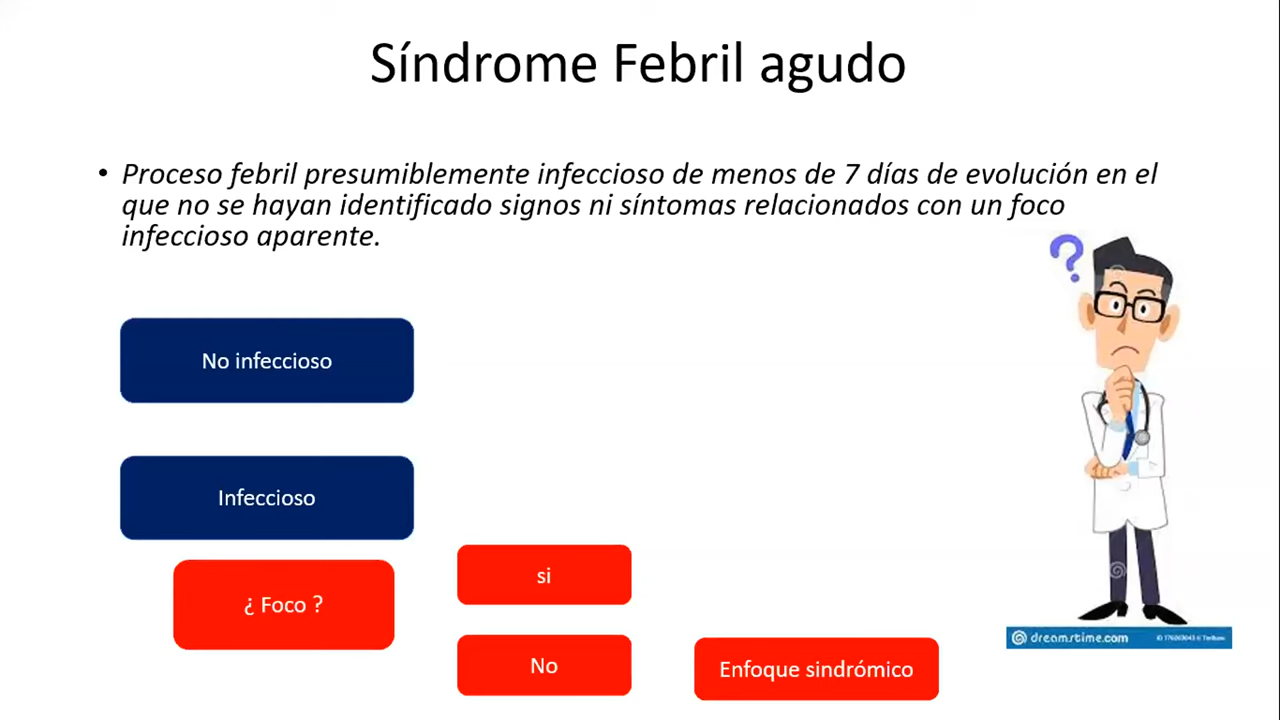 Síndrome Febril agudo
• Proceso febril presumiblemente infeccioso de menos de 7 días de evolución en el
que no se hayan identificado signos ni síntomas relacionados con un foco
infeccioso aparente.
?
No infeccioso
Infeccioso
¿ Foco ?
si
No
Enfoque sindrómico
dreamstime.com